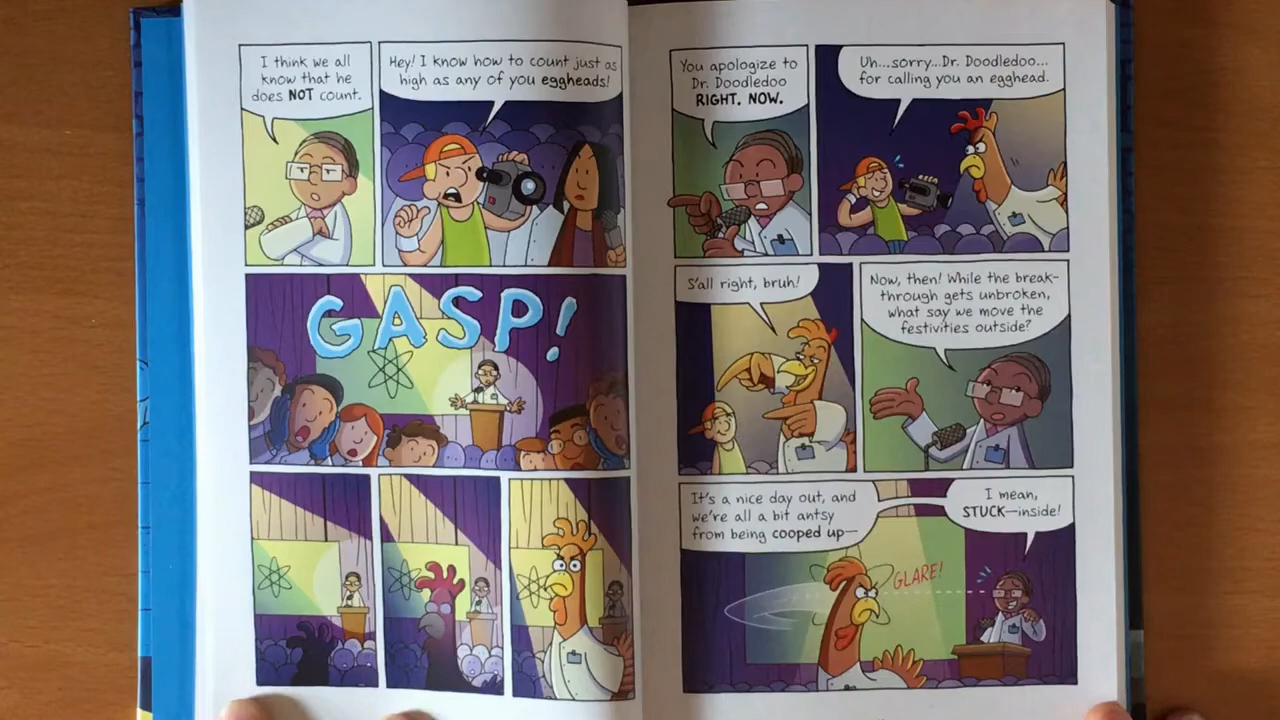 I think we all
know that he
does NOT count.
Hey! I know how to count just as
high as any of you eggheads!
GASP!
You apologize to
Dr. Doodledoo
RIGHT. NOW.
Uh...sorry...Dr. Doodledoo...
for calling you an egghead.
S'all right, bruh!
Now, then! While the break-
through gets unbroken,
what say we move the
festivities outside?
It's a nice day out, and
we're all a bit antsy
from being cooped up—
I mean,
STUCK—inside!
GLARE!